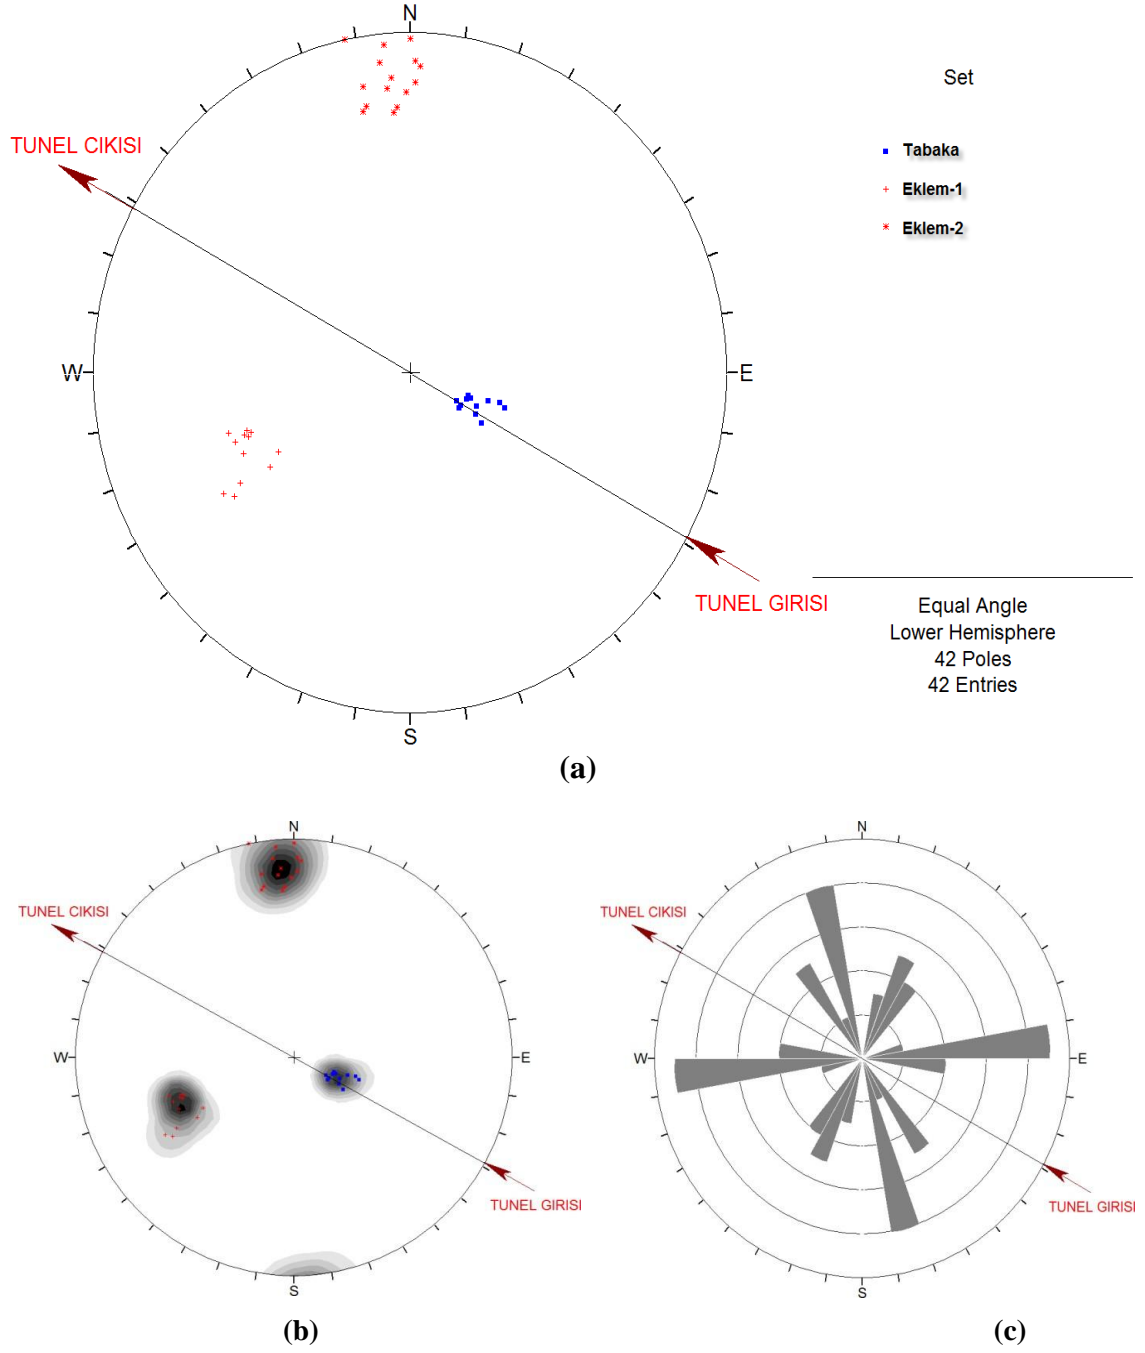 N
Set
TUNEL CIKISI
Tabaka
Eklem-1
Eklem-2
W
E
TUNEL GIRISI
Equal Angle
Lower Hemisphere
42 Poles
42 Entries
S
(a)
N
TUNEL CIKISI
W
E
TUNEL GIRISI
S
(b)
N
TUNEL CIKISI
W
E
TUNEL GIRISI
S
(c)